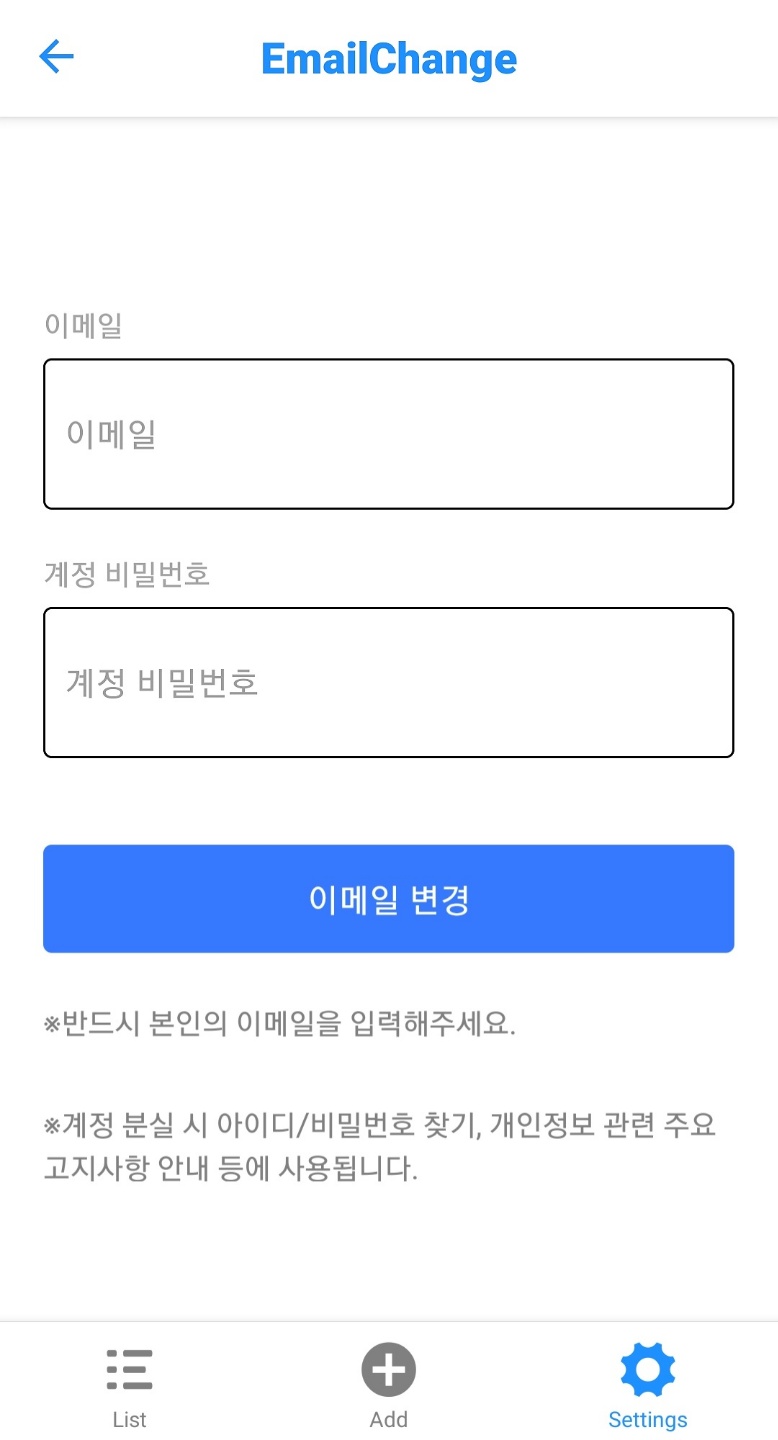 EmailChange
이메일
이메일
계정 비밀번호
계정 비밀번호
이메일 변경
※반드시 본인의 이메일을 입력해주세요.
※계정 분실 시 아이디/비밀번호 찾기, 개인정보 관련 주요
고지사항 안내 등에 사용됩니다.
List
Add
Settings